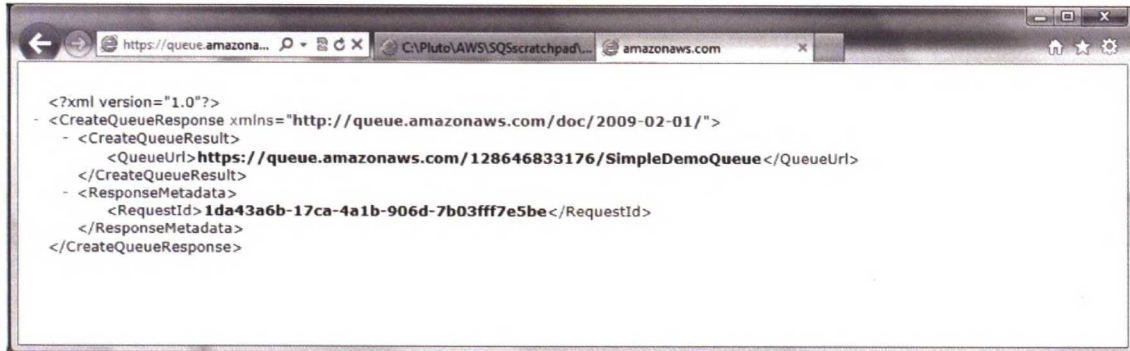 https://queue.amazona...
C:\Pluto\AWS\SQSscratchpad\...
amazonaws.com
<?xml version="1.0"?>
- <CreateQueueResponse xmlns="http://queue.amazonaws.com/doc/2009-02-01/">
- <CreateQueueResult>
<QueueUrl>https://queue.amazonaws.com/128646833176/SimpleDemoQueue</QueueUrl>
</CreateQueueResult>
- <ResponseMetadata>
<RequestId>1da43a6b-17ca-4a1b-906d-7b03fff7e5be</RequestId>
</ResponseMetadata>
</CreateQueueResponse>